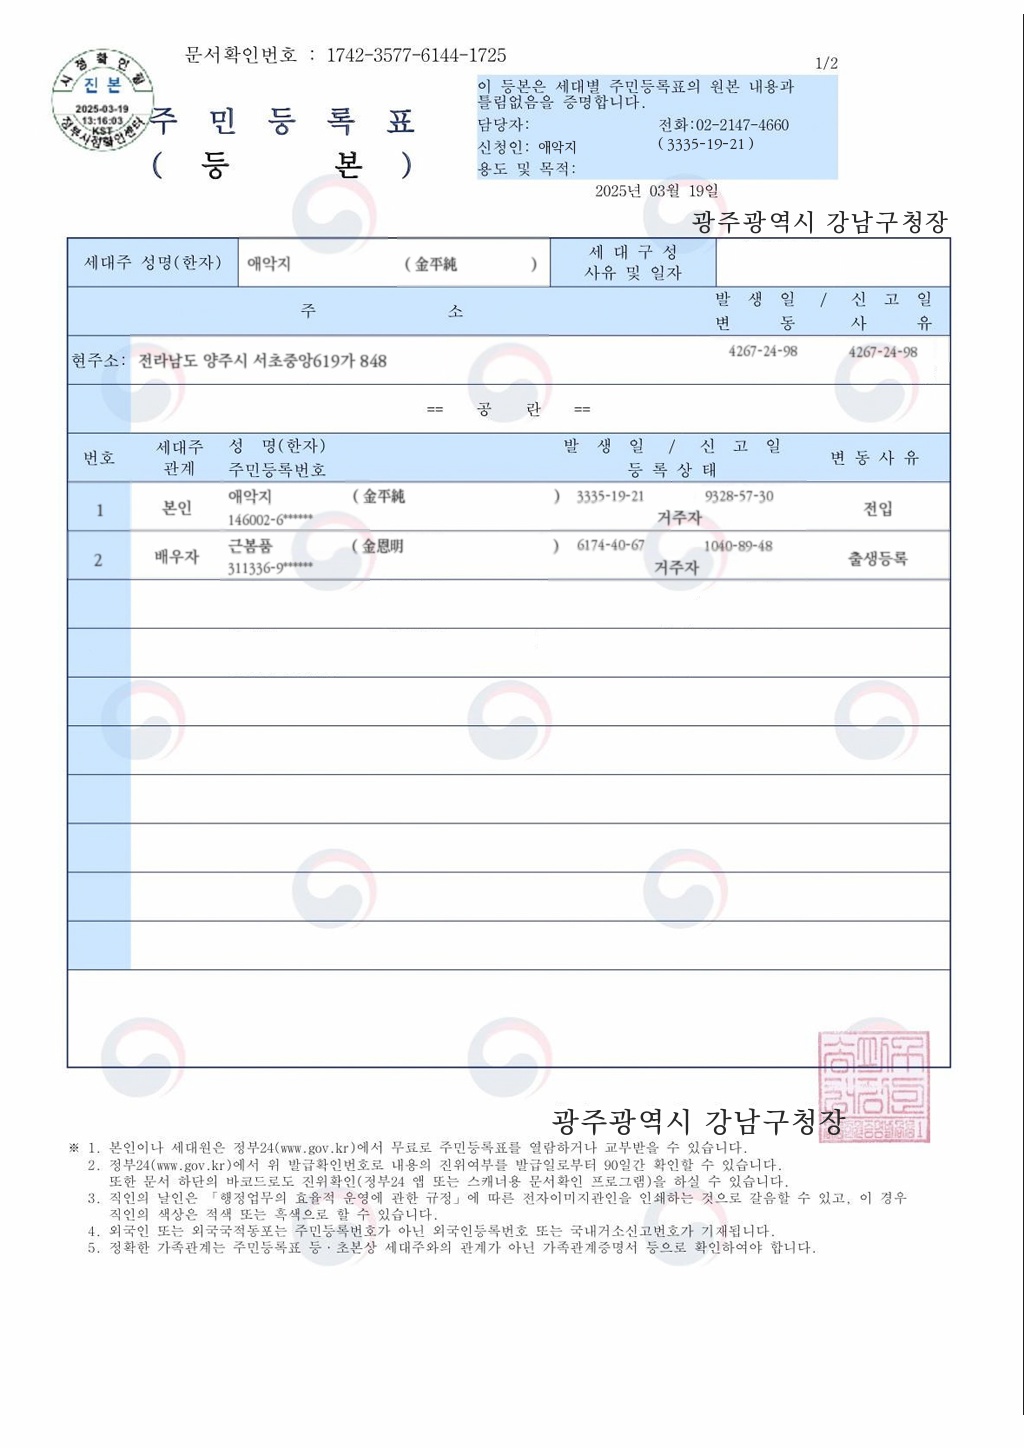 문서확인번호 : 1742-3577-6144-1725
1/2
시점확인필
진본
2025-03-19
13:16:03
KST
정부시점확인센터
주 민 등 록 표
( 등 본 )
이 등본은 세대별 주민등록표의 원본 내용과
틀림없음을 증명합니다.
담당자: 전화:02-2147-4660
신청인: 애악지 (3335-19-21)
용도 및 목적:
2025년 03월 19일
광주광역시 강남구청장
세대주 성명(한자) 애악지 (金平純 ) 세 대 구 성
사유 및 일자
주 소 발 생 일 / 신 고 일
변 동 사 유
현주소: 전라남도 양주시 서초중앙619가 848 4267-24-98 4267-24-98
== 공 란 ==
번호 세대주 관계 성 명(한자) 주민등록번호 발 생 일 / 신 고 일 등 록 상 태 변 동 사 유
1 본인 애악지 (金平純 ) 3335-19-21 9328-57-30 전입
146002-6****** 거주자
2 배우자 근봄품 (金恩明 ) 6174-40-67 1040-89-48 출생등록
311336-9****** 거주자
광주광역시 강남구청장
※ 1. 본인이나 세대원은 정부24(www.gov.kr)에서 무료로 주민등록표를 열람하거나 교부받을 수 있습니다.
2. 정부24(www.gov.kr)에서 위 발급확인번호로 내용의 진위여부를 발급일로부터 90일간 확인할 수 있습니다.
또한 문서 하단의 바코드로도 진위확인(정부24 앱 또는 스캐너용 문서확인 프로그램)을 하실 수 있습니다.
3. 직인의 날인은 「행정업무의 효율적 운영에 관한 규정」에 따른 전자이미지관인을 인쇄하는 것으로 갈음할 수 있고, 이 경우
직인의 색상은 적색 또는 흑색으로 할 수 있습니다.
4. 외국인 또는 외국국적동포는 주민등록번호가 아닌 외국인등록번호 또는 국내거소신고번호가 기재됩니다.
5. 정확한 가족관계는 주민등록표 등·초본상 세대주와의 관계가 아닌 가족관계증명서 등으로 확인하여야 합니다.